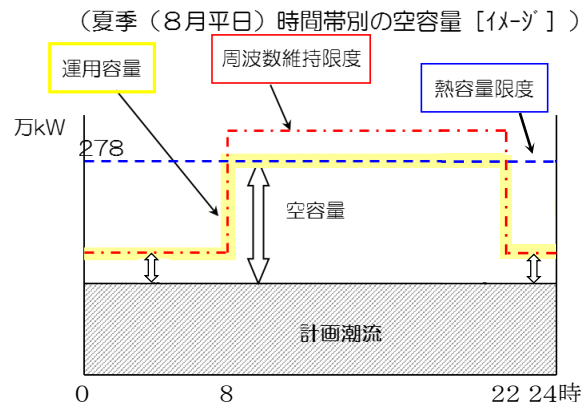 （夏季（８月平日）時間帯別の空容量［ｲﾒｰｼﾞ］）
運用容量
周波数維持限度
熱容量限度
万kW
278
空容量
計画潮流
0 8 22 24時